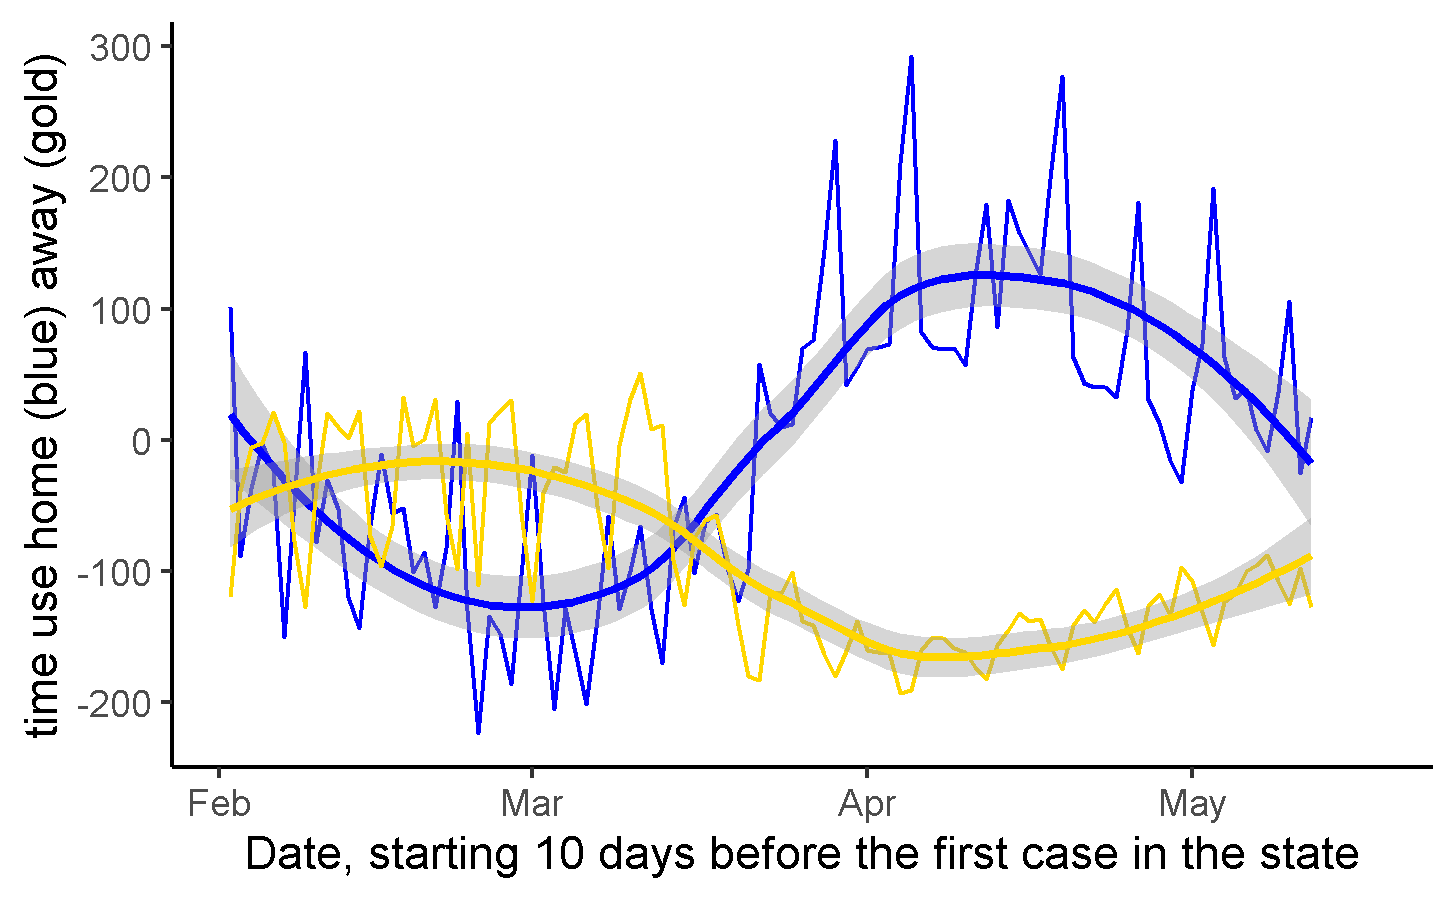 time use home (blue) away (gold)
300
200
100
0
-100
-200
Feb Mar Apr May
Date, starting 10 days before the first case in the state